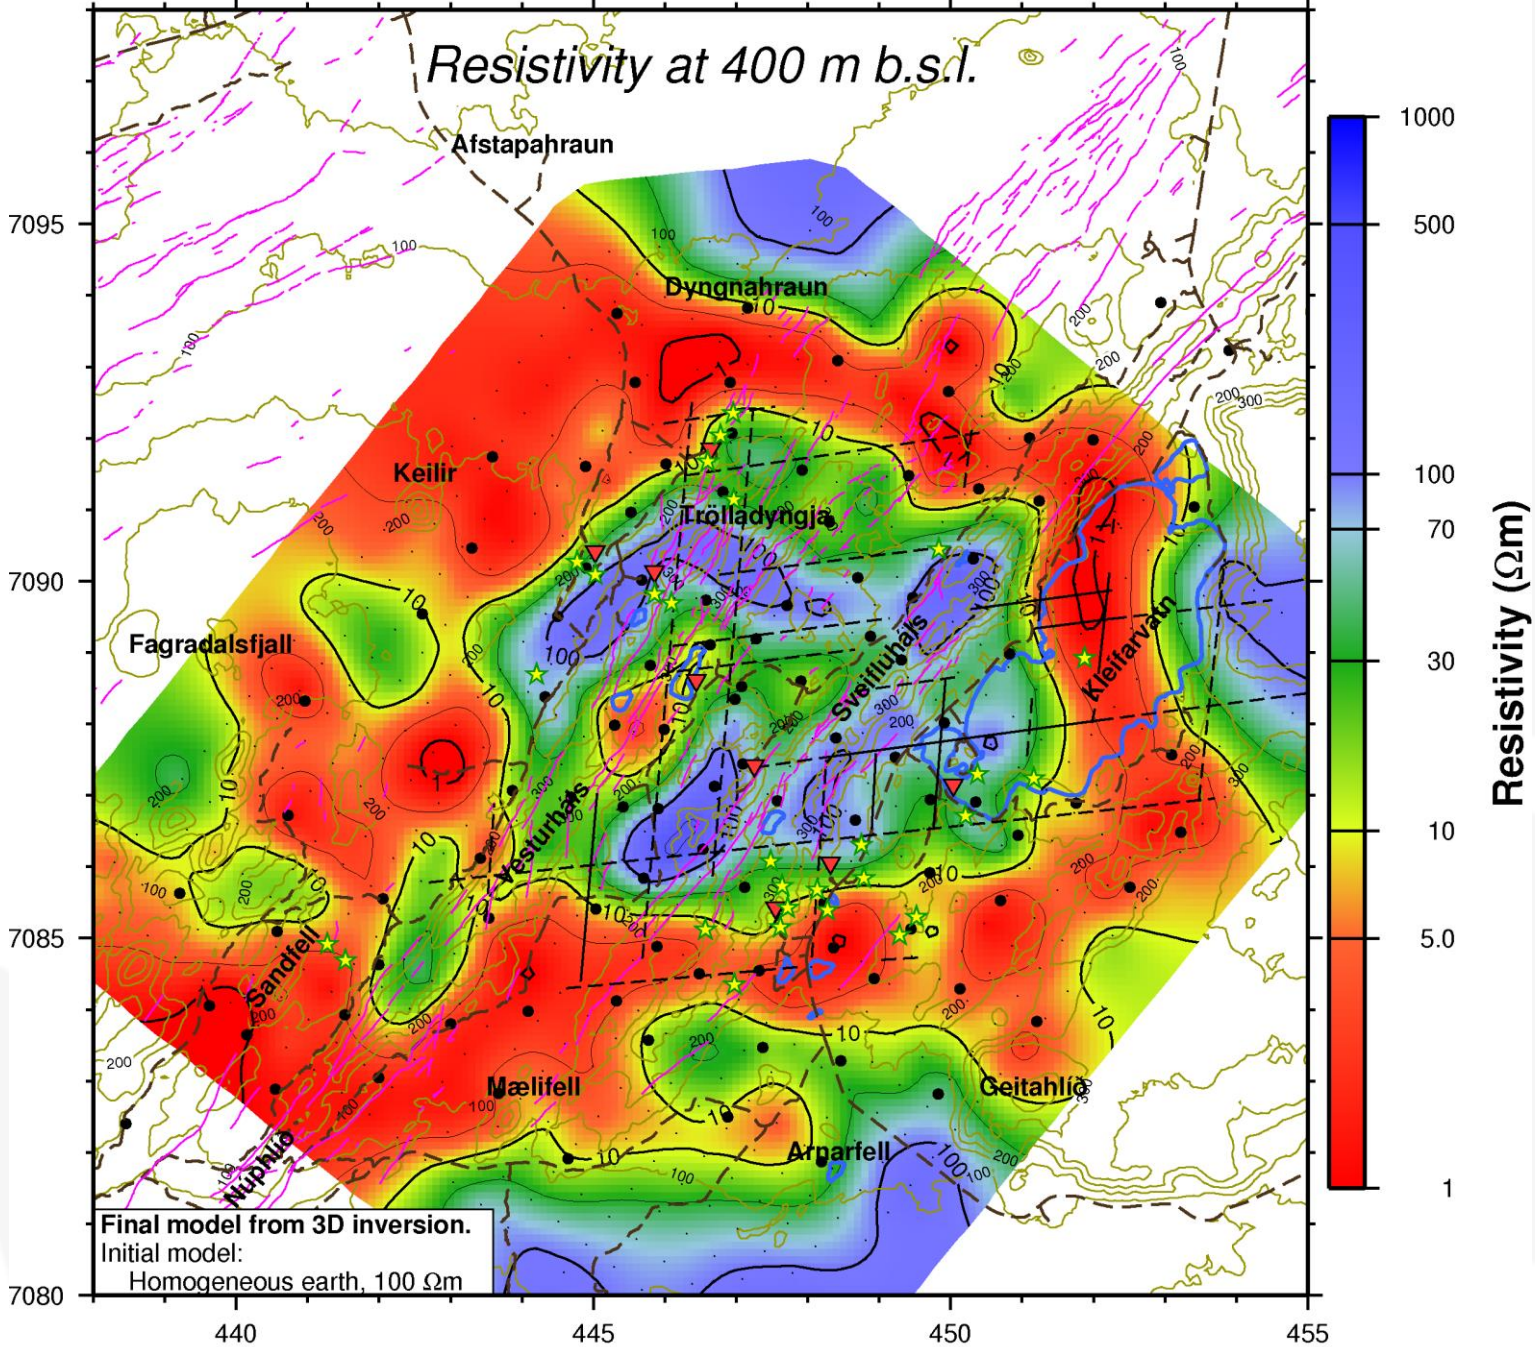 Resistivity at 400 m b.s.l.
Afstapahraun
Dyngnahraun
Keilir
Trölladyngja
Fagradalsfjall
Sveifluháls
Kleifarvatn
Vesturháls
Sandfell
Mælifell
Geitahlíð
Arnarfell
Nuphlíð
Final model from 3D inversion.
Initial model:
Homogeneous earth, 100 Ωm
7095
7090
7085
7080
440
445
450
455
1000
500
100
70
30
10
5.0
1
Resistivity (Ωm)